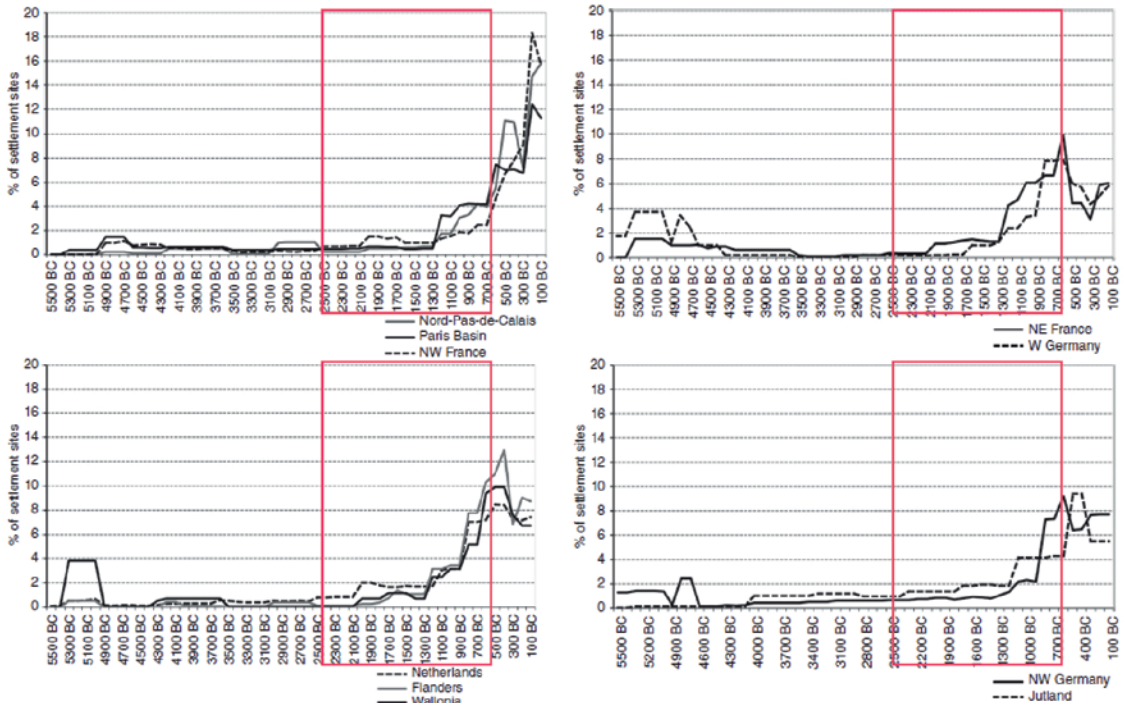 20
18
16
14
12
10
8
6
4
2
0
% of settlement sites
5500 BC
5300 BC
5100 BC
4900 BC
4700 BC
4500 BC
4300 BC
4100 BC
3900 BC
3700 BC
3500 BC
3300 BC
3100 BC
2900 BC
2700 BC
2500 BC
2300 BC
2100 BC
1900 BC
1700 BC
1500 BC
1300 BC
1100 BC
900 BC
700 BC
500 BC
300 BC
100 BC
Nord-Pas-de-Calais
Paris Basin
NW France
20
18
16
14
12
10
8
6
4
2
0
% of settlement sites
5500 BC
5300 BC
5100 BC
4900 BC
4700 BC
4500 BC
4300 BC
4100 BC
3900 BC
3700 BC
3500 BC
3300 BC
3100 BC
2900 BC
2700 BC
2500 BC
2300 BC
2100 BC
1900 BC
1700 BC
1500 BC
1300 BC
1100 BC
900 BC
700 BC
500 BC
300 BC
100 BC
NE France
W Germany
20
18
16
14
12
10
8
6
4
2
0
% of settlement sites
5500 BC
5300 BC
5100 BC
4900 BC
4700 BC
4500 BC
4300 BC
4100 BC
3900 BC
3700 BC
3500 BC
3300 BC
3100 BC
2900 BC
2700 BC
2500 BC
2300 BC
2100 BC
1900 BC
1700 BC
1500 BC
1300 BC
1100 BC
900 BC
700 BC
500 BC
300 BC
100 BC
Netherlands
Flanders
Wallonia
20
18
16
14
12
10
8
6
4
2
0
% of settlement sites
5500 BC
5200 BC
4900 BC
4600 BC
4300 BC
4000 BC
3700 BC
3400 BC
3100 BC
2800 BC
2500 BC
2200 BC
1900 BC
1600 BC
1300 BC
1000 BC
700 BC
400 BC
100 BC
NW Germany
Jutland